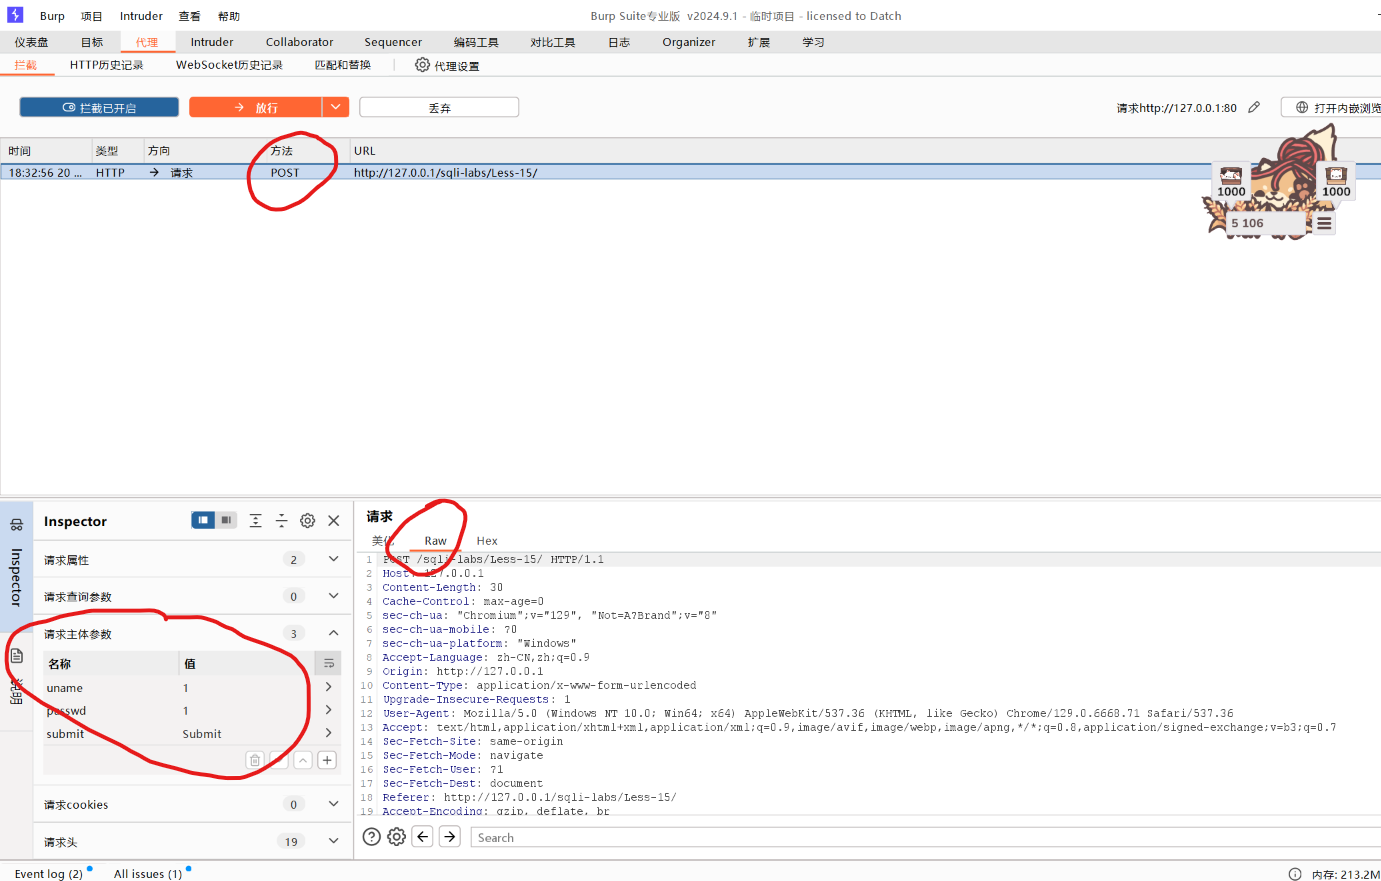 Burp 项目 Intruder 查看 帮助 Burp Suite专业版 v2024.9.1 - 临时项目 - licensed to Datch
仪表盘 目标 代理 Intruder Collaborator Sequencer 编码工具 对比工具 日志 Organizer 扩展 学习
拦截 HTTP历史记录 WebSocket历史记录 匹配和替换 代理设置
拦截已开启 放行 丢弃 请求http://127.0.0.1:80 打开内嵌浏览
时间 类型 方向 方法 URL
18:32:56 20 ... HTTP 请求 POST http://127.0.0.1/sqli-labs/Less-15/
1000 1000
5 106
Inspector
Inspector
说明
请求属性 2
请求查询参数 0
请求主体参数 3
名称 值
uname 1
passwd 1
submit Submit
请求cookies 0
请求头 19
请求
美化 Raw Hex
1 POST /sqli-labs/Less-15/ HTTP/1.1
2 Host: 127.0.0.1
3 Content-Length: 30
4 Cache-Control: max-age=0
5 sec-ch-ua: "Chromium";v="129", "Not=A?Brand";v="8"
6 sec-ch-ua-mobile: ?0
7 sec-ch-ua-platform: "Windows"
8 Accept-Language: zh-CN,zh;q=0.9
9 Origin: http://127.0.0.1
10 Content-Type: application/x-www-form-urlencoded
11 Upgrade-Insecure-Requests: 1
12 User-Agent: Mozilla/5.0 (Windows NT 10.0; Win64; x64) AppleWebKit/537.36 (KHTML, like Gecko) Chrome/129.0.6668.71 Safari/537.36
13 Accept: text/html,application/xhtml+xml,application/xml;q=0.9,image/avif,image/webp,image/apng,*/*;q=0.8,application/signed-exchange;v=b3;q=0.7
14 Sec-Fetch-Site: same-origin
15 Sec-Fetch-Mode: navigate
16 Sec-Fetch-User: ?1
17 Sec-Fetch-Dest: document
18 Referer: http://127.0.0.1/sqli-labs/Less-15/
19 Accept-Encoding: gzip, deflate, br
Search
Event log (2) All issues (1) 内存: 213.2M